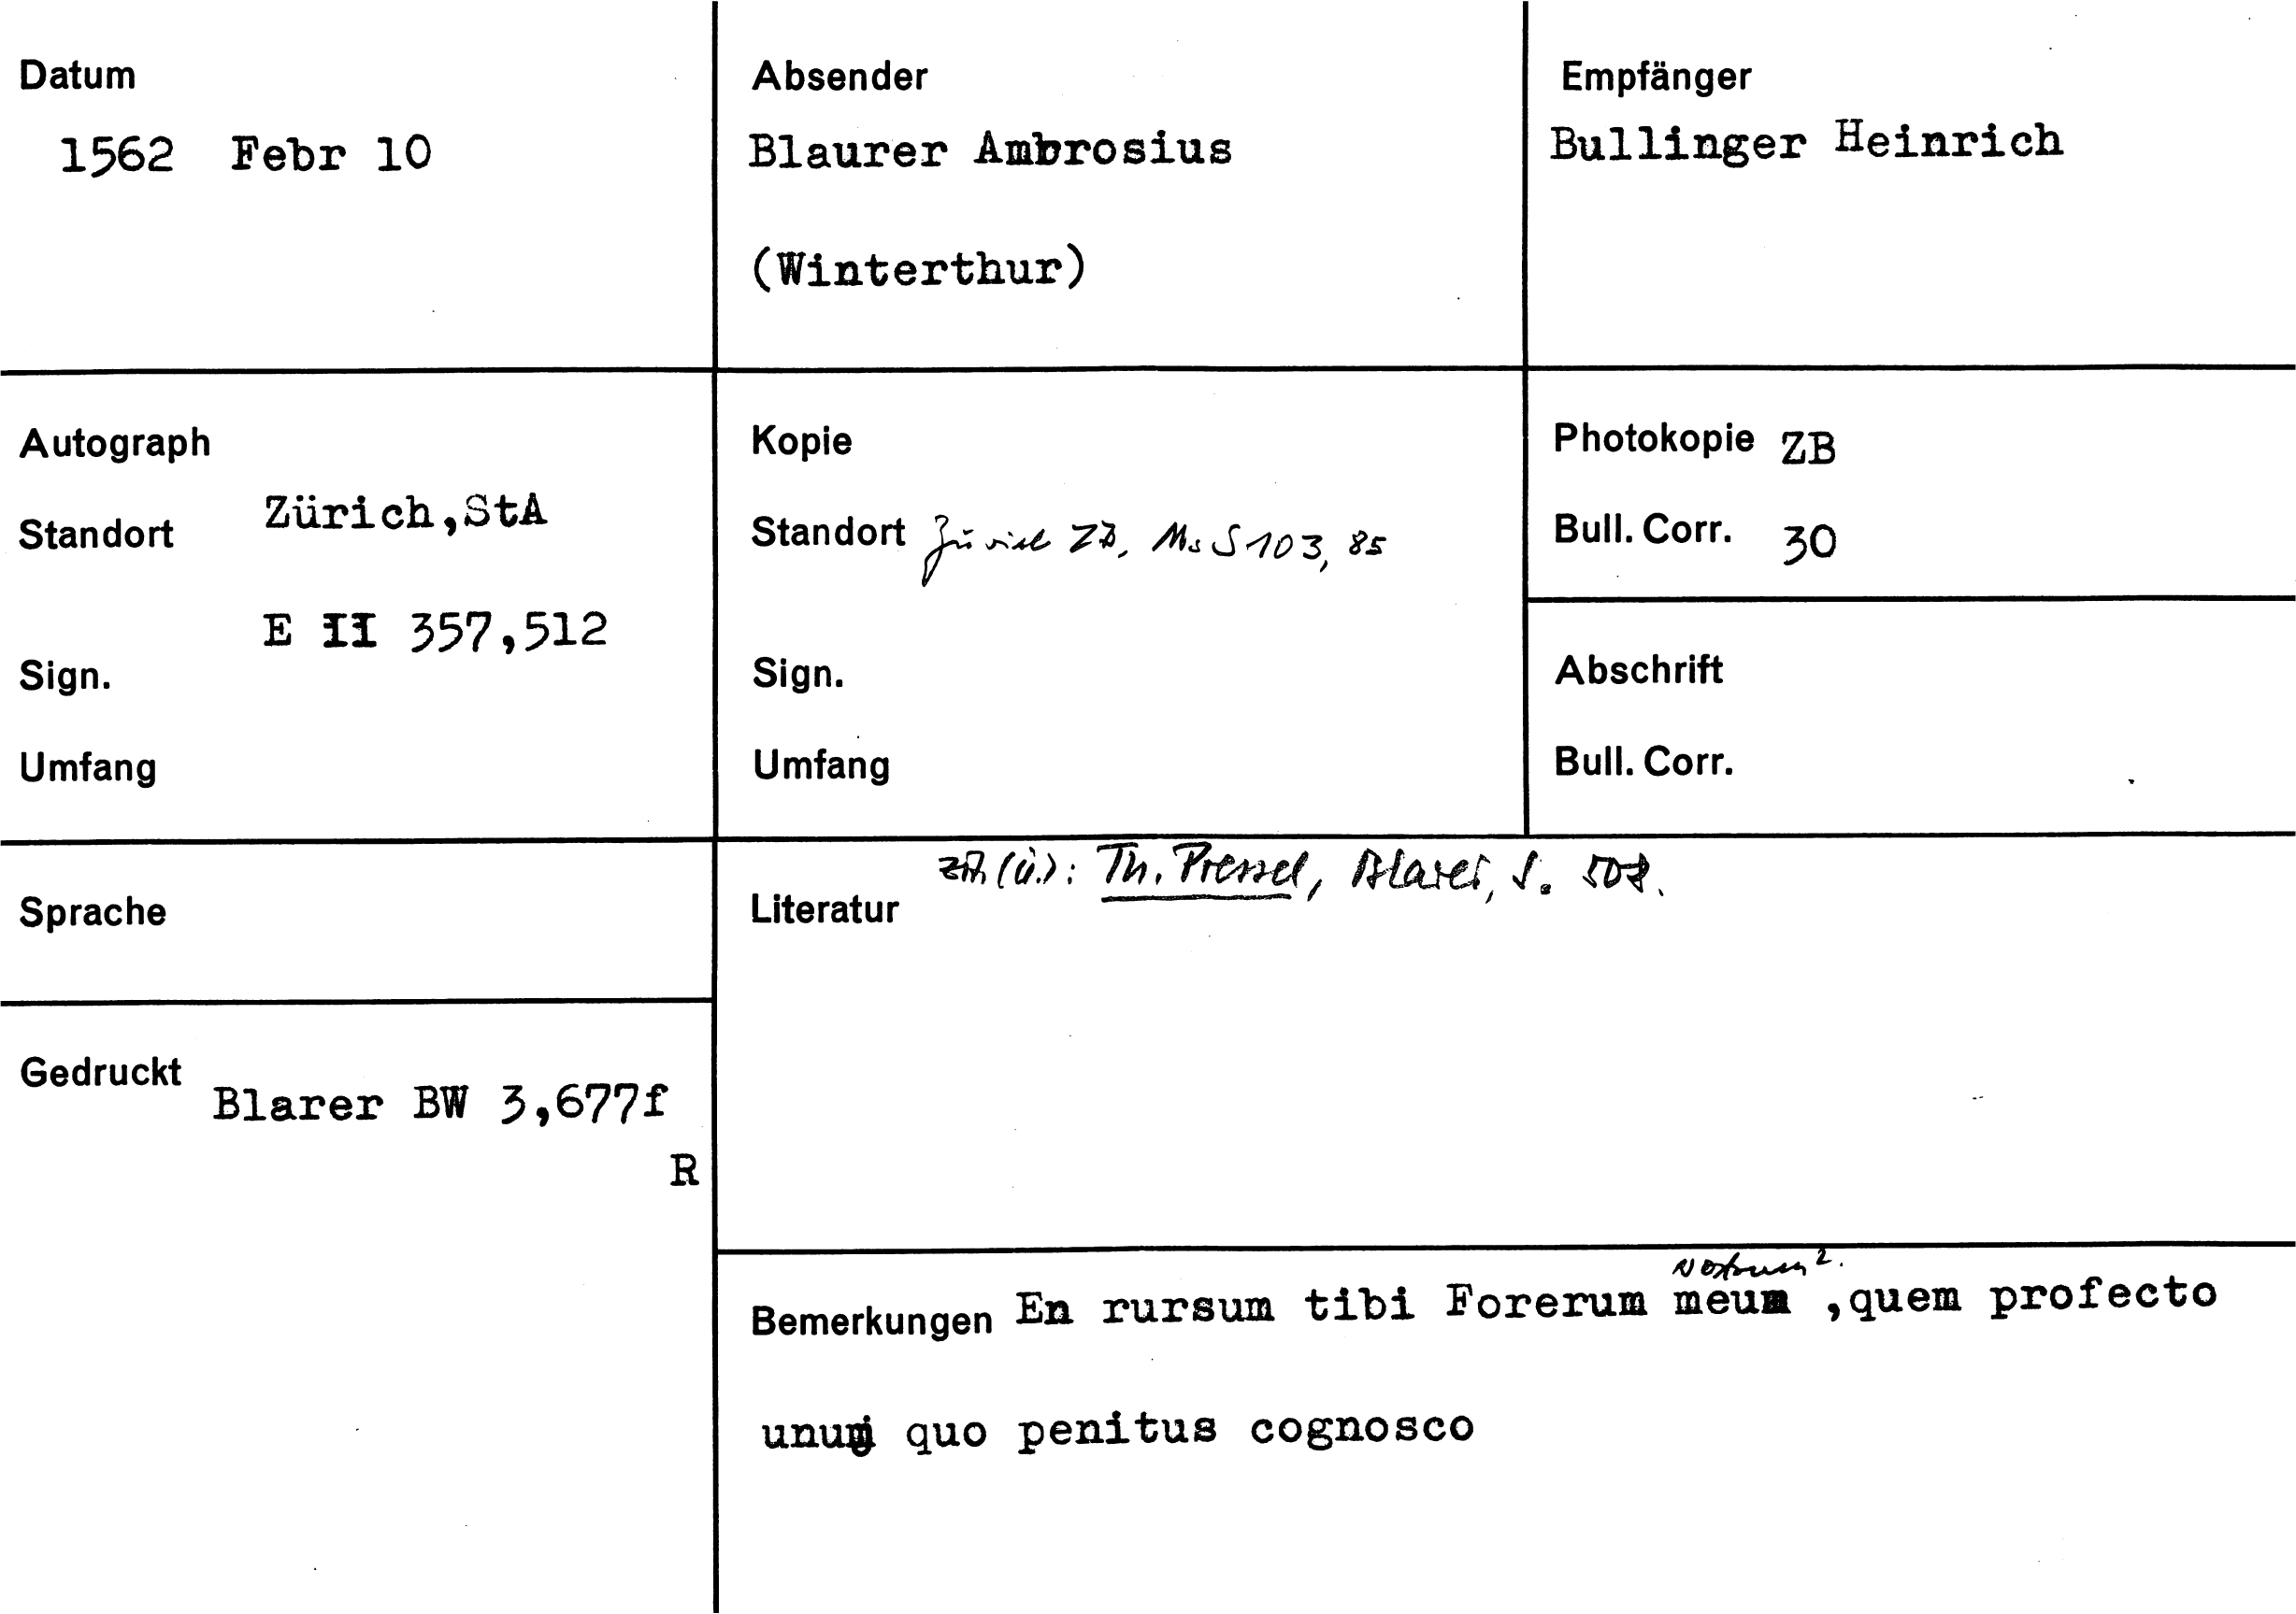 Datum
1562 Febr 10
Absender
Blaurer Ambrosius
(Winterthur)
Empfänger
Bullinger Heinrich
Autograph
Standort Zürich,StA
E II 357,512
Sign.
Umfang
Kopie
Standort Zürich ZB, Ms S 103, 85
Sign.
Umfang
Photokopie ZB
Bull. Corr. 30
Abschrift
Bull. Corr.
Sprache
Gedruckt
Blarer BW 3,677f
R
zit. (ü.): Th. Pressel, Blarer, S. 508.
Literatur
nostrum?
Bemerkungen En rursum tibi Forerum meum ,quem profecto
unum quo penitus cognosco